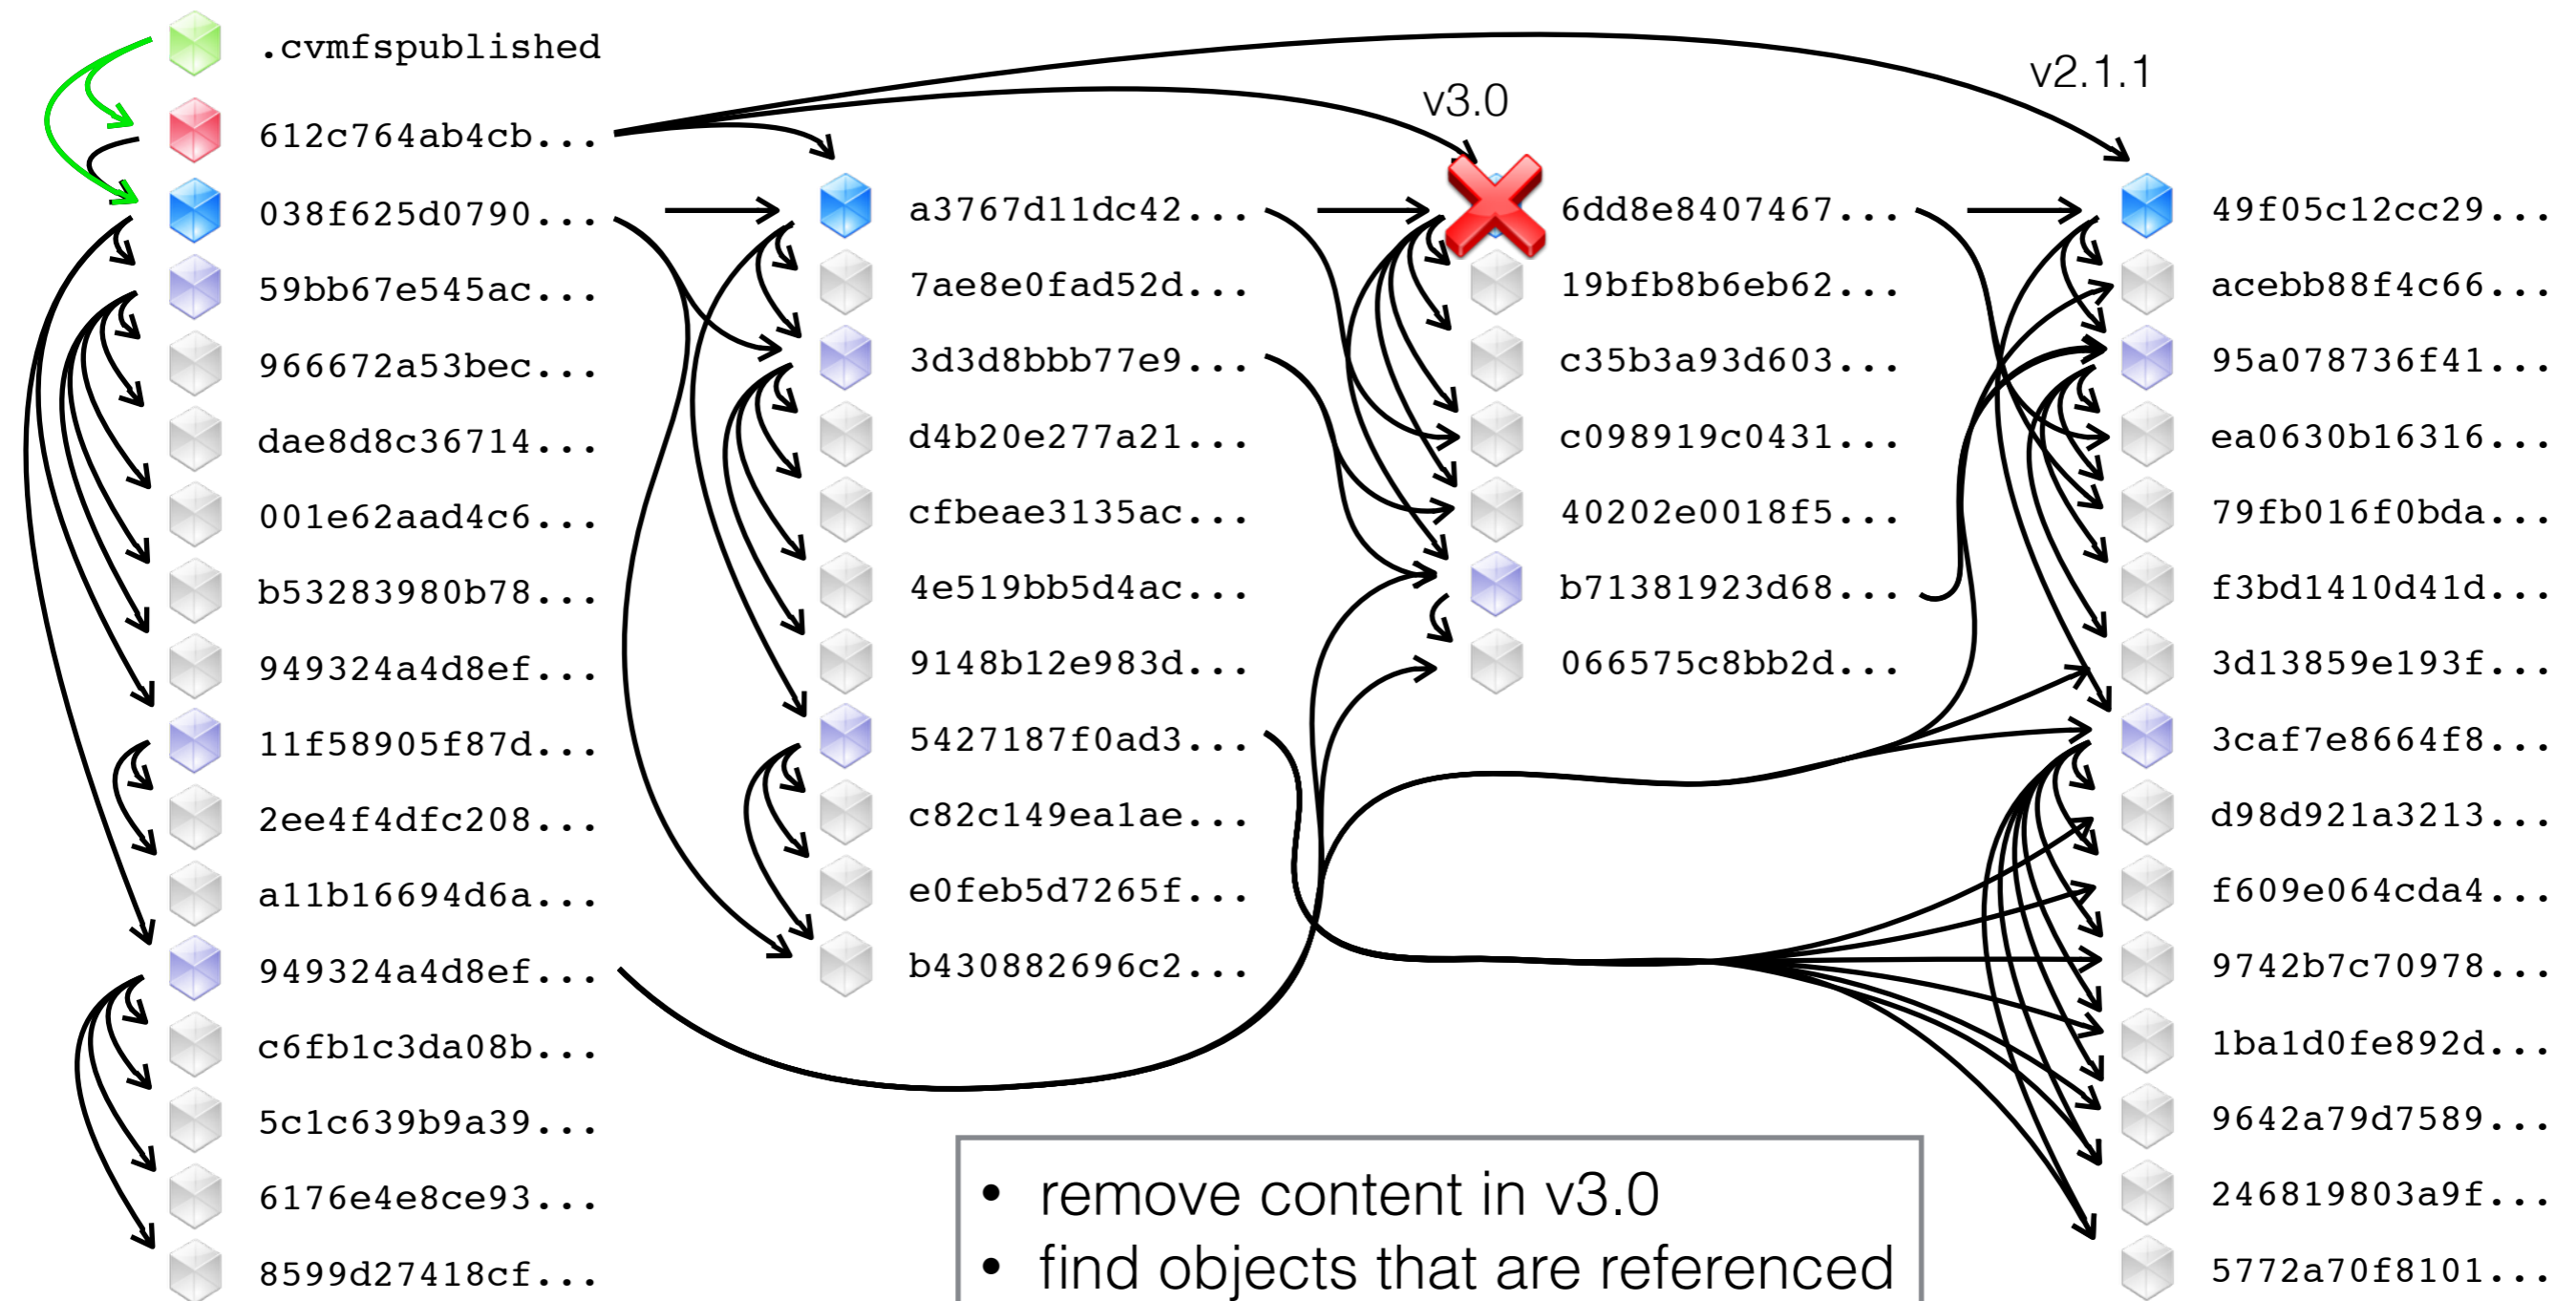 .cvmfspublished
612c764ab4cb...
038f625d0790...
59bb67e545ac...
966672a53bec...
dae8d8c36714...
001e62aad4c6...
b53283980b78...
949324a4d8ef...
11f58905f87d...
2ee4f4dfc208...
a11b16694d6a...
949324a4d8ef...
c6fb1c3da08b...
5c1c639b9a39...
6176e4e8ce93...
8599d27418cf...
a3767d11dc42...
7ae8e0fad52d...
3d3d8bbb77e9...
d4b20e277a21...
cfbeae3135ac...
4e519bb5d4ac...
9148b12e983d...
5427187f0ad3...
c82c149ea1ae...
e0feb5d7265f...
b430882696c2...
v3.0
6dd8e8407467...
19bfb8b6eb62...
c35b3a93d603...
c098919c0431...
40202e0018f5...
b71381923d68...
066575c8bb2d...
v2.1.1
49f05c12cc29...
acebb88f4c66...
95a078736f41...
ea0630b16316...
79fb016f0bda...
f3bd1410d41d...
3d13859e193f...
3caf7e8664f8...
d98d921a3213...
f609e064cda4...
9742b7c70978...
1ba1d0fe892d...
9642a79d7589...
246819803a9f...
5772a70f8101...
• remove content in v3.0
• find objects that are referenced